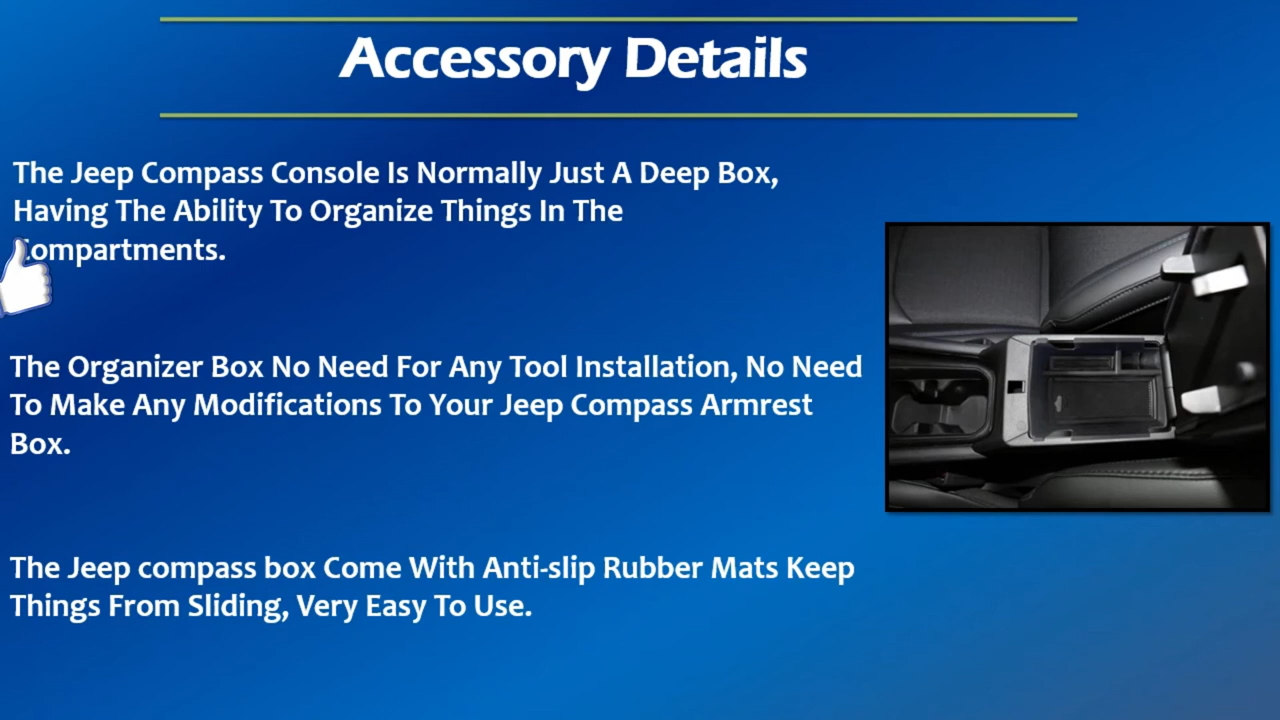 Accessory Details
The Jeep Compass Console Is Normally Just A Deep Box,
Having The Ability To Organize Things In The
Compartments.
The Organizer Box No Need For Any Tool Installation, No Need
To Make Any Modifications To Your Jeep Compass Armrest
Box.
The Jeep compass box Come With Anti-slip Rubber Mats Keep
Things From Sliding, Very Easy To Use.